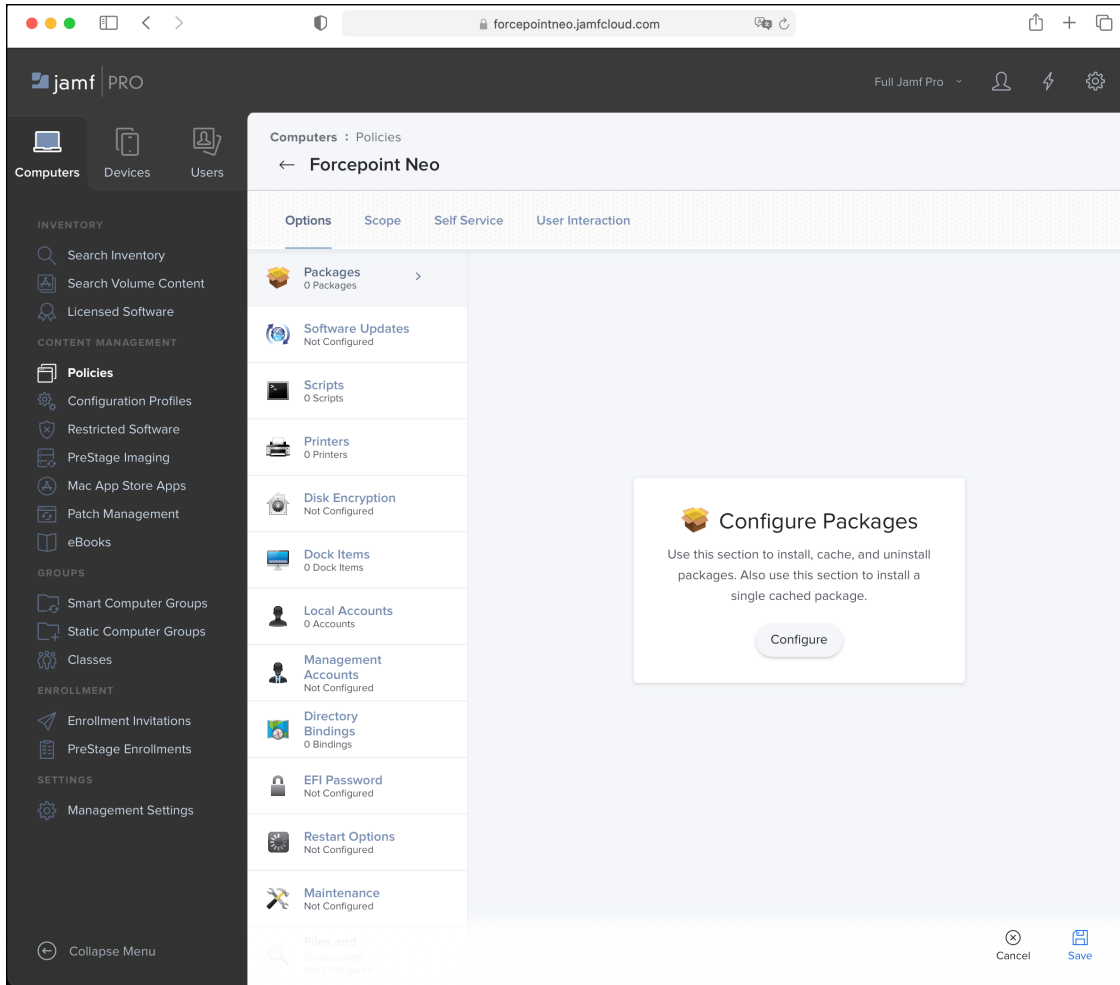 forcepointneo.jamfcloud.com
jamf PRO
Full Jamf Pro
Computers
Devices
Users
INVENTORY
Search Inventory
Search Volume Content
Licensed Software
CONTENT MANAGEMENT
Policies
Configuration Profiles
Restricted Software
PreStage Imaging
Mac App Store Apps
Patch Management
eBooks
GROUPS
Smart Computer Groups
Static Computer Groups
Classes
ENROLLMENT
Enrollment Invitations
PreStage Enrollments
SETTINGS
Management Settings
Collapse Menu
Computers : Policies
← Forcepoint Neo
Options
Scope
Self Service
User Interaction
Packages
0 Packages
Software Updates
Not Configured
Scripts
0 Scripts
Printers
0 Printers
Disk Encryption
Not Configured
Dock Items
0 Dock Items
Local Accounts
0 Accounts
Management
Accounts
Not Configured
Directory
Bindings
0 Bindings
EFI Password
Not Configured
Restart Options
Not Configured
Maintenance
Not Configured
Files and
Processes
Not Configured
Configure Packages
Use this section to install, cache, and uninstall
packages. Also use this section to install a
single cached package.
Configure
Cancel
Save